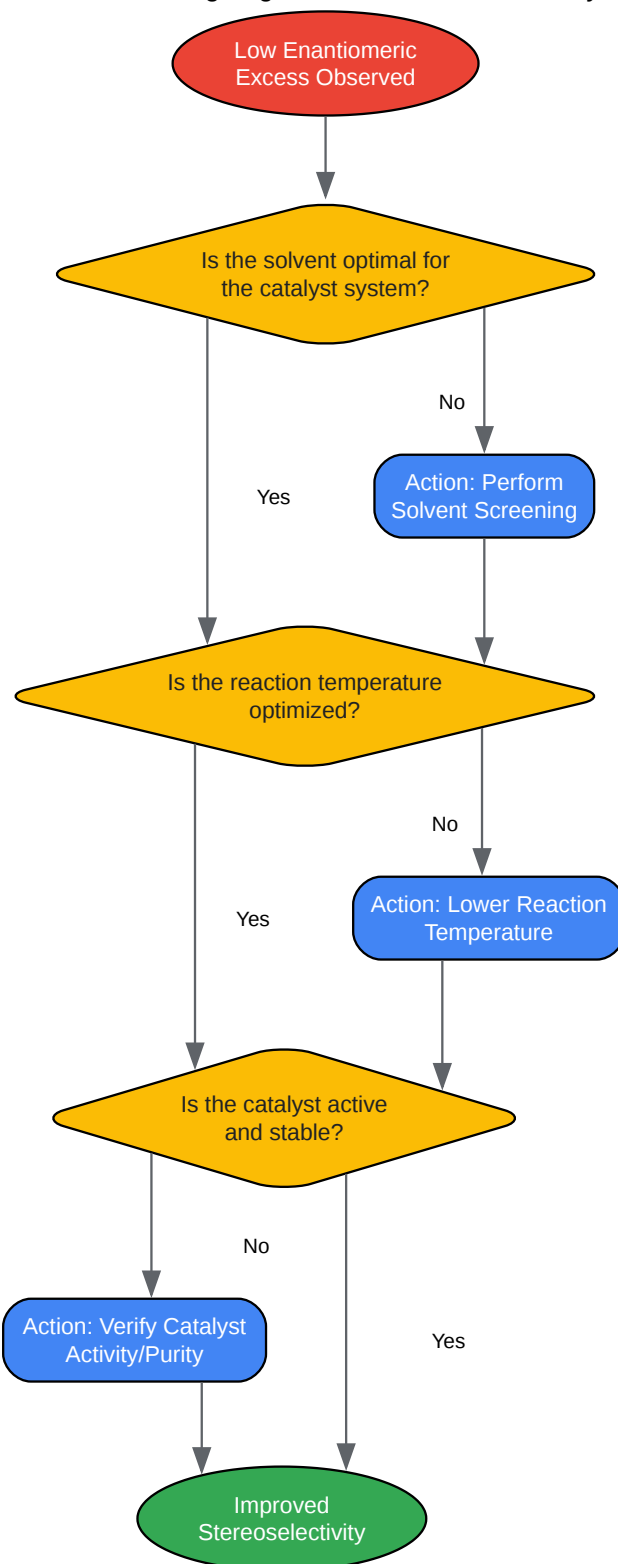 Low Enantiomeric
Excess Observed
Is the solvent optimal for
the catalyst system?
No
Yes
Action: Perform
Solvent Screening
Is the reaction temperature
optimized?
No
Yes
Action: Lower Reaction
Temperature
Is the catalyst active
and stable?
No
Action: Verify Catalyst
Activity/Purity
Yes
Improved
Stereoselectivity